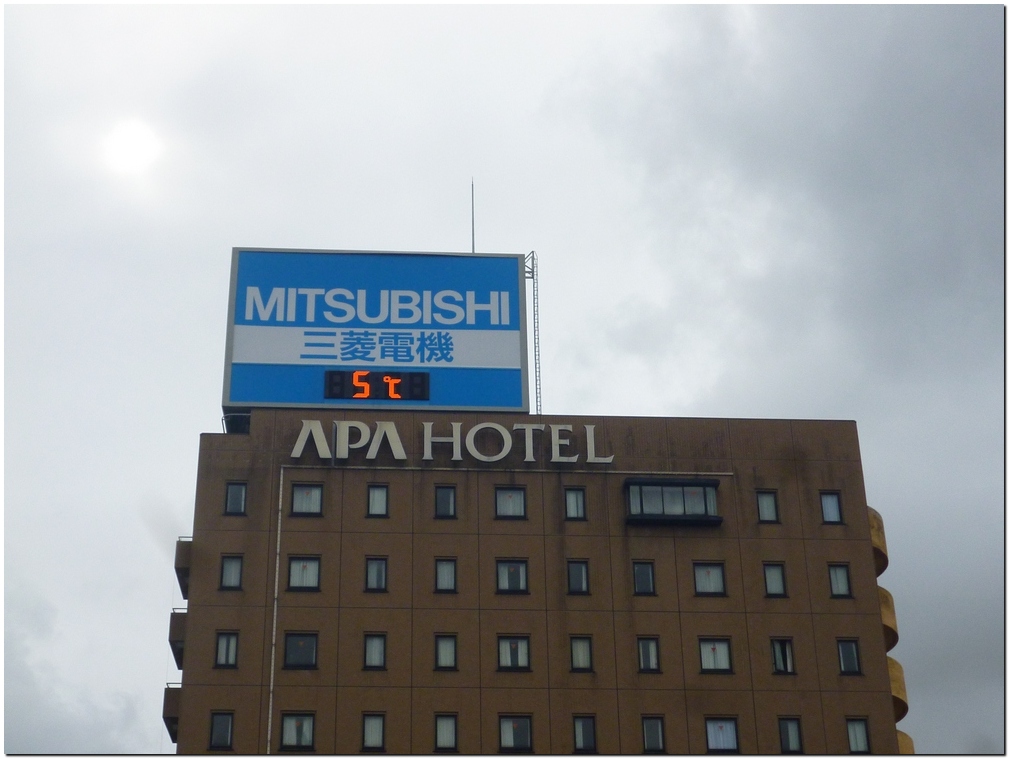 MITSUBISHI
三菱電機
5℃
APA HOTEL